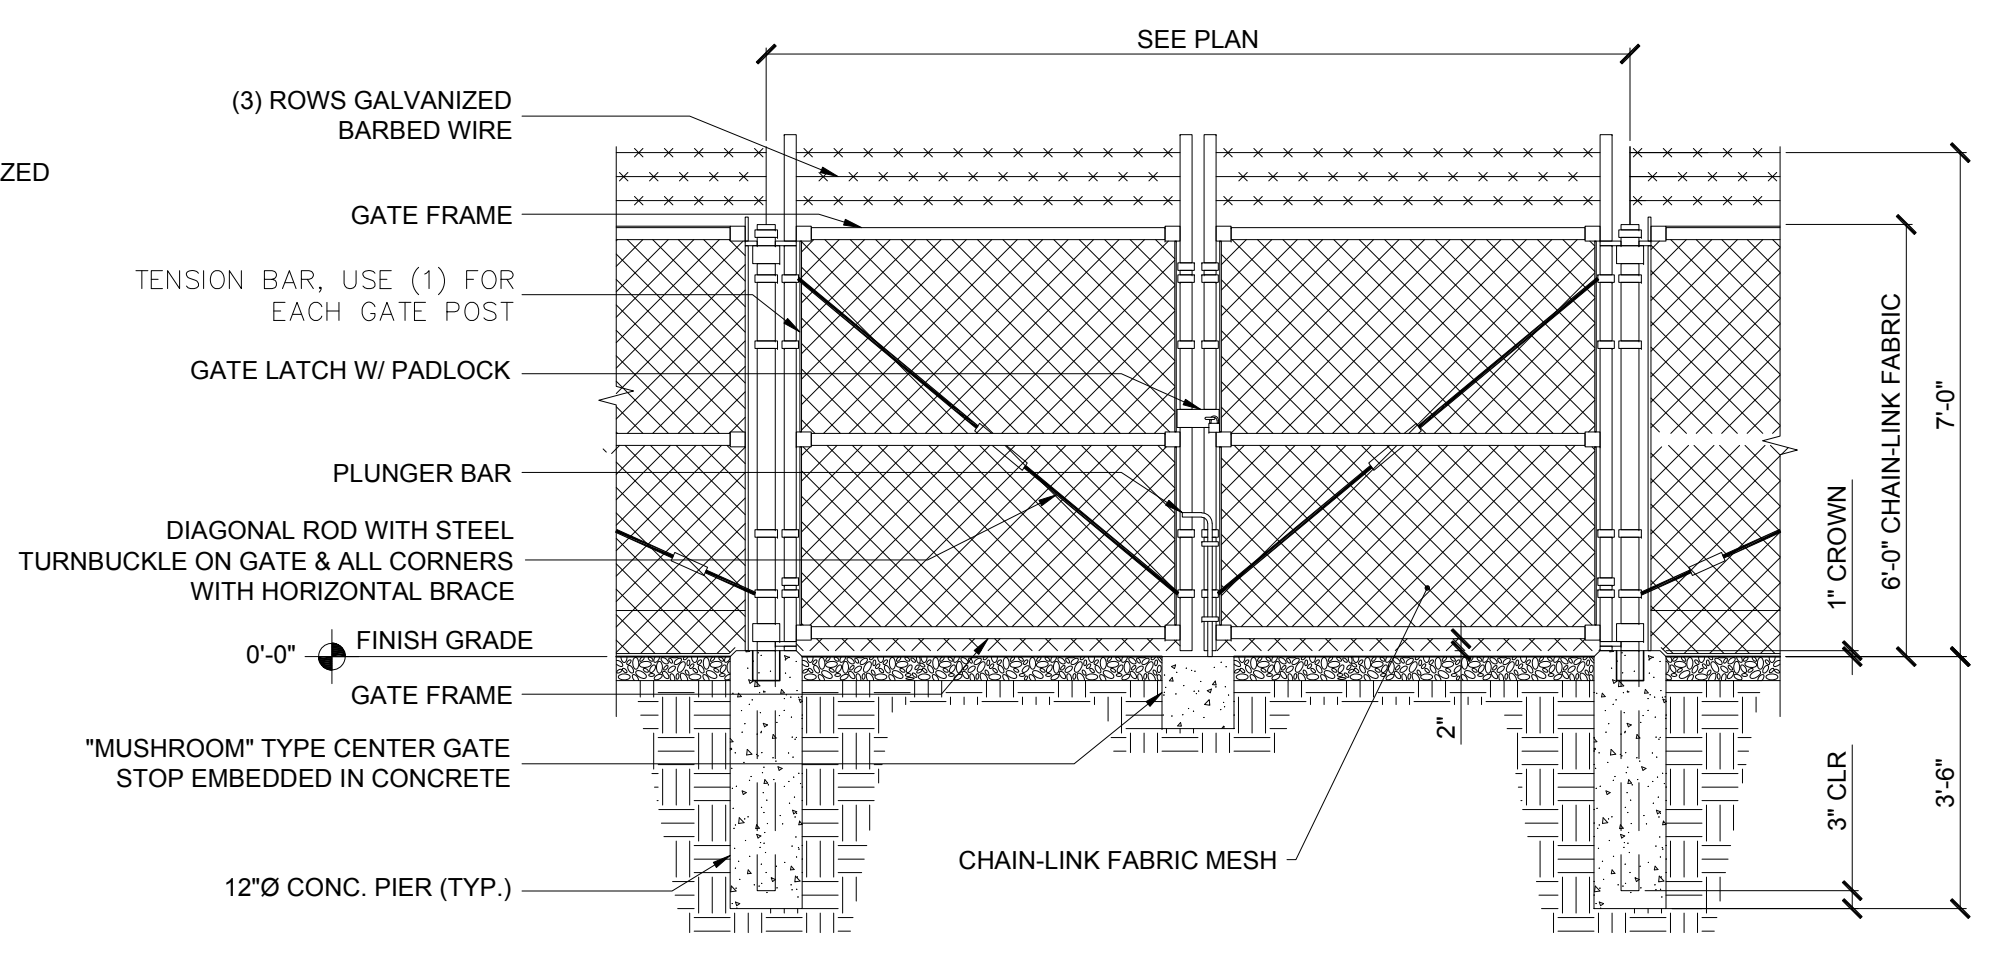 SEE PLAN
(3) ROWS GALVANIZED
BARBED WIRE
ZED
GATE FRAME
TENSION BAR, USE (1) FOR
EACH GATE POST
GATE LATCH W/ PADLOCK
PLUNGER BAR
DIAGONAL ROD WITH STEEL
TURNBUCKLE ON GATE & ALL CORNERS
WITH HORIZONTAL BRACE
0'-0"
FINISH GRADE
GATE FRAME
"MUSHROOM" TYPE CENTER GATE
STOP EMBEDDED IN CONCRETE
12"Ø CONC. PIER (TYP.)
CHAIN-LINK FABRIC MESH
2"
1" CROWN
6'-0" CHAIN-LINK FABRIC
7'-0"
3" CLR
3'-6"